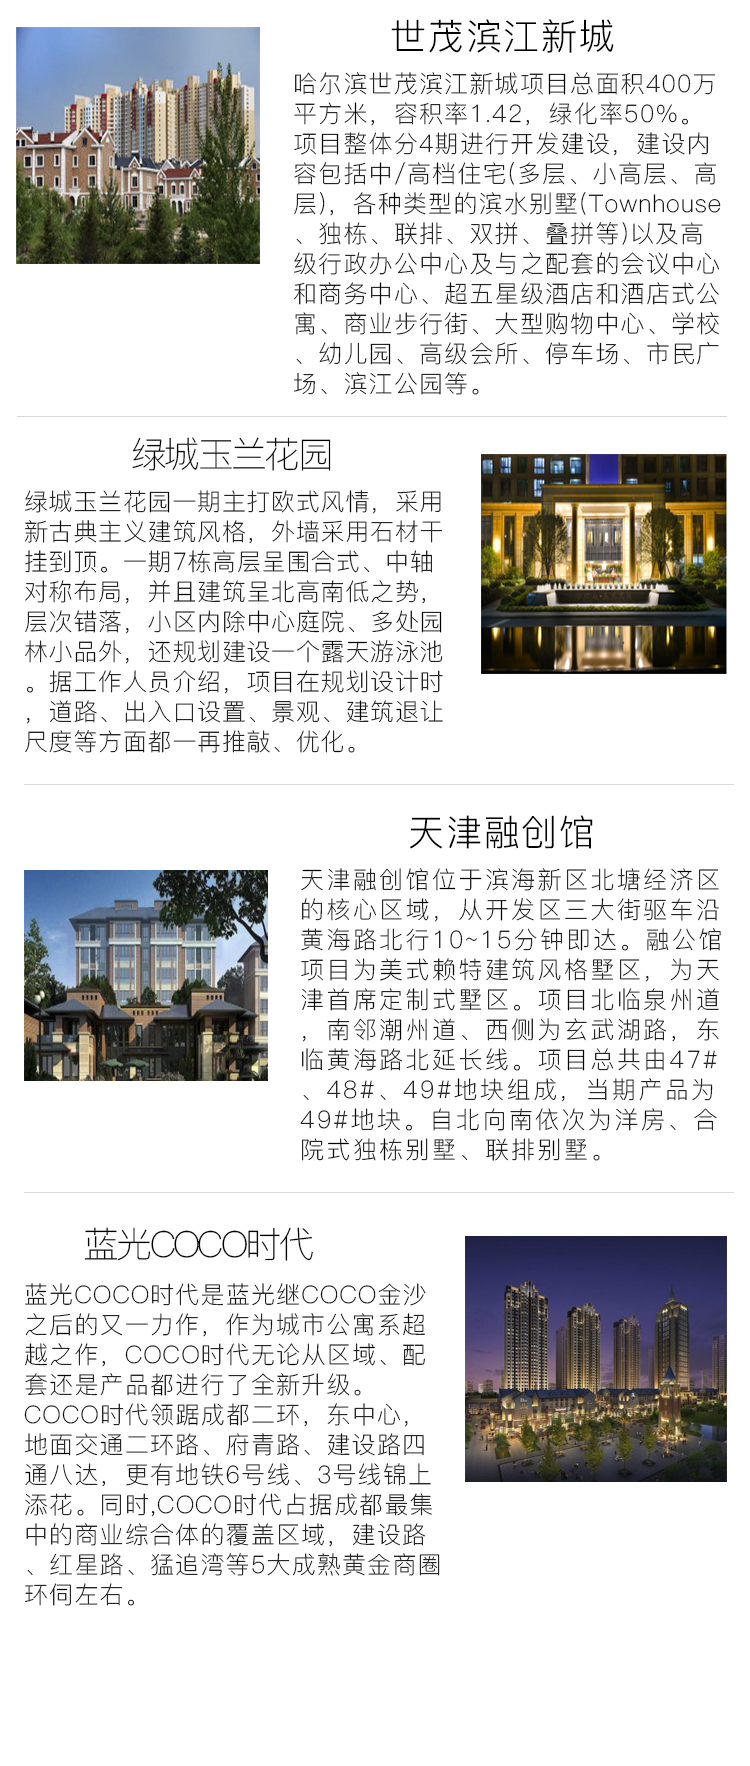 世茂滨江新城
哈尔滨世茂滨江新城项目总面积400万
平方米，容积率1.42，绿化率50%。
项目整体分4期进行开发建设，建设内
容包括中/高档住宅(多层、小高层、高
层)，各种类型的滨水别墅(Townhouse
、独栋、联排、双拼、叠拼等)以及高
级行政办公中心及与之配套的会议中心
和商务中心、超五星级酒店和酒店式公
寓、商业步行街、大型购物中心、学校
、幼儿园、高级会所、停车场、市民广
场、滨江公园等。
绿城玉兰花园
绿城玉兰花园一期主打欧式风情，采用
新古典主义建筑风格，外墙采用石材干
挂到顶。一期7栋高层呈围合式、中轴
对称布局，并且建筑呈北高南低之势，
层次错落，小区内除中心庭院、多处园
林小品外，还规划建设一个露天游泳池
。据工作人员介绍，项目在规划设计时
，道路、出入口设置、景观、建筑退让
尺度等方面都一再推敲、优化。
天津融创馆
天津融创馆位于滨海新区北塘经济区
的核心区域，从开发区三大街驱车沿
黄海路北行10~15分钟即达。融公馆
项目为美式赖特建筑风格墅区，为天
津首席定制式墅区。项目北临泉州道
，南邻潮州道、西侧为玄武湖路，东
临黄海路北延长线。项目总共由47#
、48#、49#地块组成，当期产品为
49#地块。自北向南依次为洋房、合
院式独栋别墅、联排别墅。
蓝光COCO时代
蓝光COCO时代是蓝光继COCO金沙
之后的又一力作，作为城市公寓系超
越之作，COCO时代无论从区域、配
套还是产品都进行了全新升级。
COCO时代领踞成都二环，东中心，
地面交通二环路、府青路、建设路四
通八达，更有地铁6号线、3号线锦上
添花。同时,COCO时代占据成都最集
中的商业综合体的覆盖区域，建设路
、红星路、猛追湾等5大成熟黄金商圈
环伺左右。